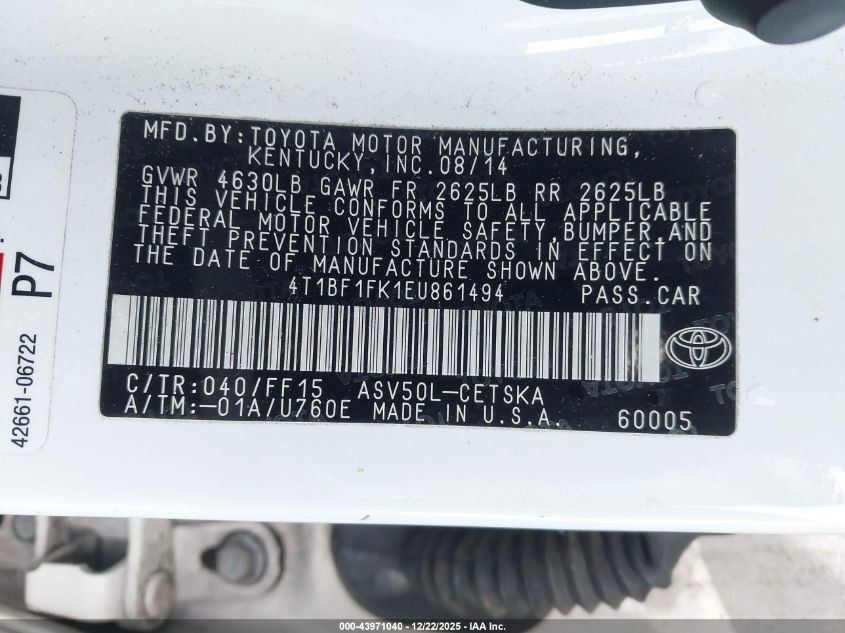 MFD.BY:TOYOTA MOTOR MANUFACTURING,
KENTUCKY,INC.08/14
GVWR 4630LB GAWR FR 2625LB RR 2625LB
THIS VEHICLE CONFORMS TO ALL APPLICABLE
FEDERAL MOTOR VEHICLE SAFETY,BUMPER,AND
THEFT PREVENTION STANDARDS IN EFFECT ON
THE DATE OF MANUFACTURE SHOWN ABOVE.
4T1BF1FK1EU861494 PASS.CAR
C/TR:040/FF15 ASV50L-CETSKA
A/TM:-01A/U760E MADE IN U.S.A. 60005
P7
42661-06722
000-43971040 - 12/22/2025 - IAA Inc.